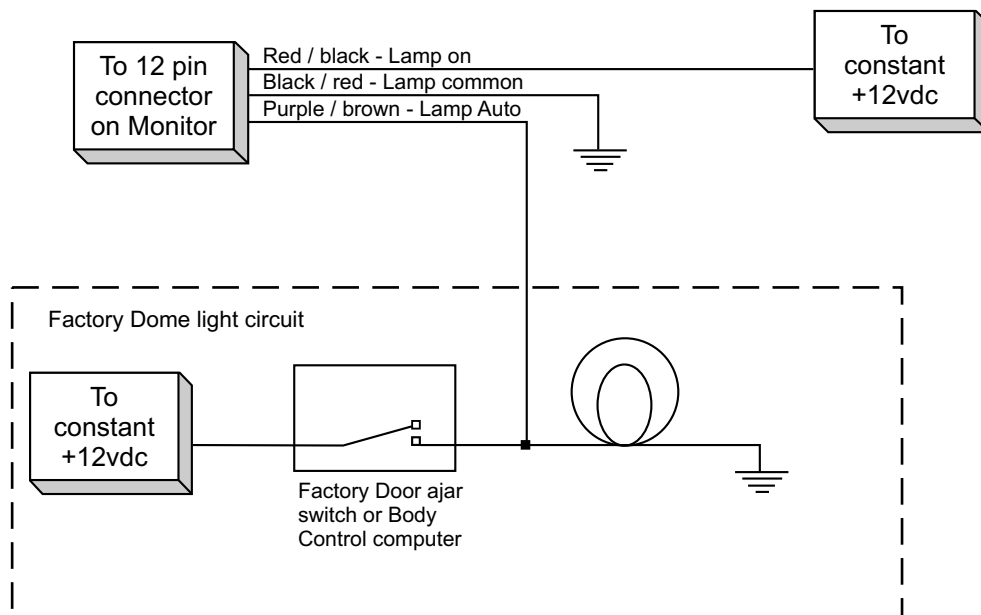 To 12 pin
connector
on Monitor
Red / black - Lamp on
Black / red - Lamp common
Purple / brown - Lamp Auto
To
constant
+12vdc
Factory Dome light circuit
To
constant
+12vdc
Factory Door ajar
switch or Body
Control computer